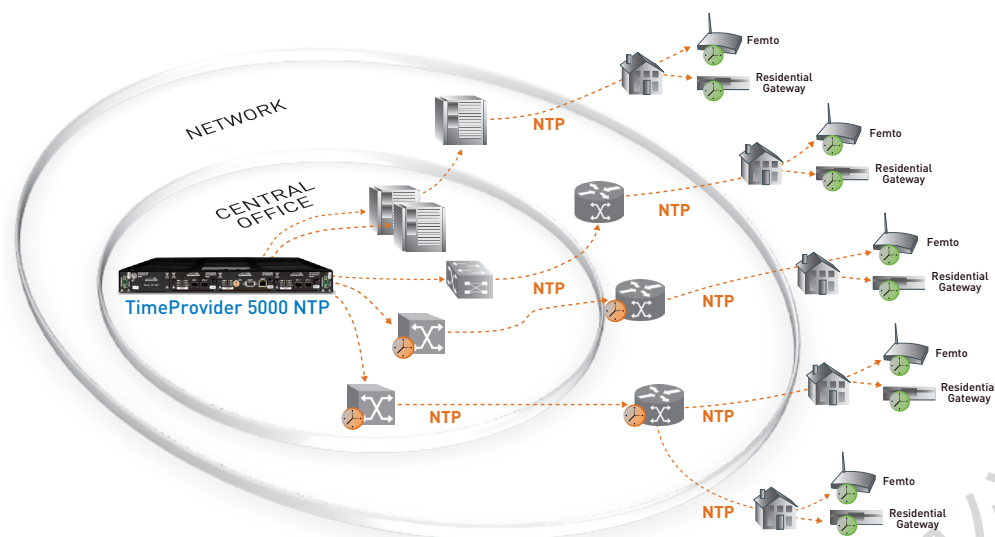 Femto
Residential
Gateway
NTP
NETWORK
Femto
Residential
Gateway
NTP
CENTRAL
OFFICE
Femto
Residential
Gateway
NTP
NTP
TimeProvider 5000 NTP
Femto
Residential
Gateway
NTP
NTP
Femto
Residential
Gateway
NTP